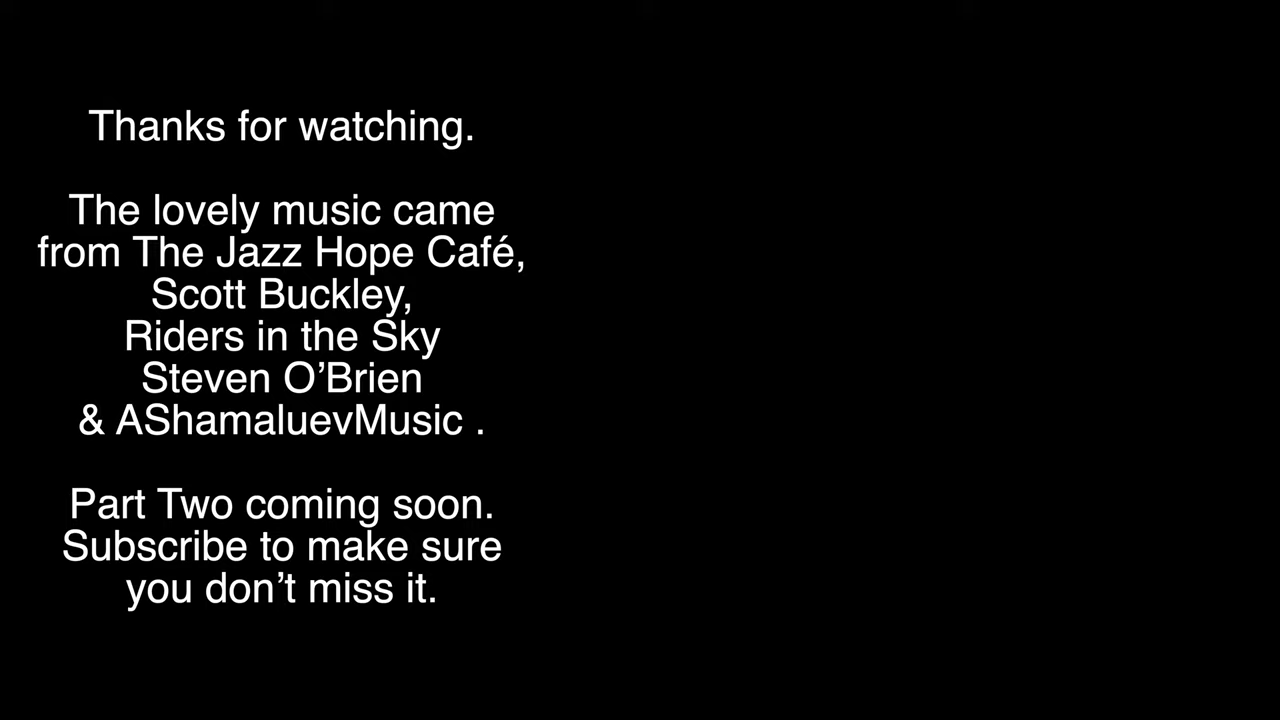 Thanks for watching.
The lovely music came
from The Jazz Hope Café,
Scott Buckley,
Riders in the Sky
Steven O’Brien
& AShamaluevMusic .
Part Two coming soon.
Subscribe to make sure
you don’t miss it.